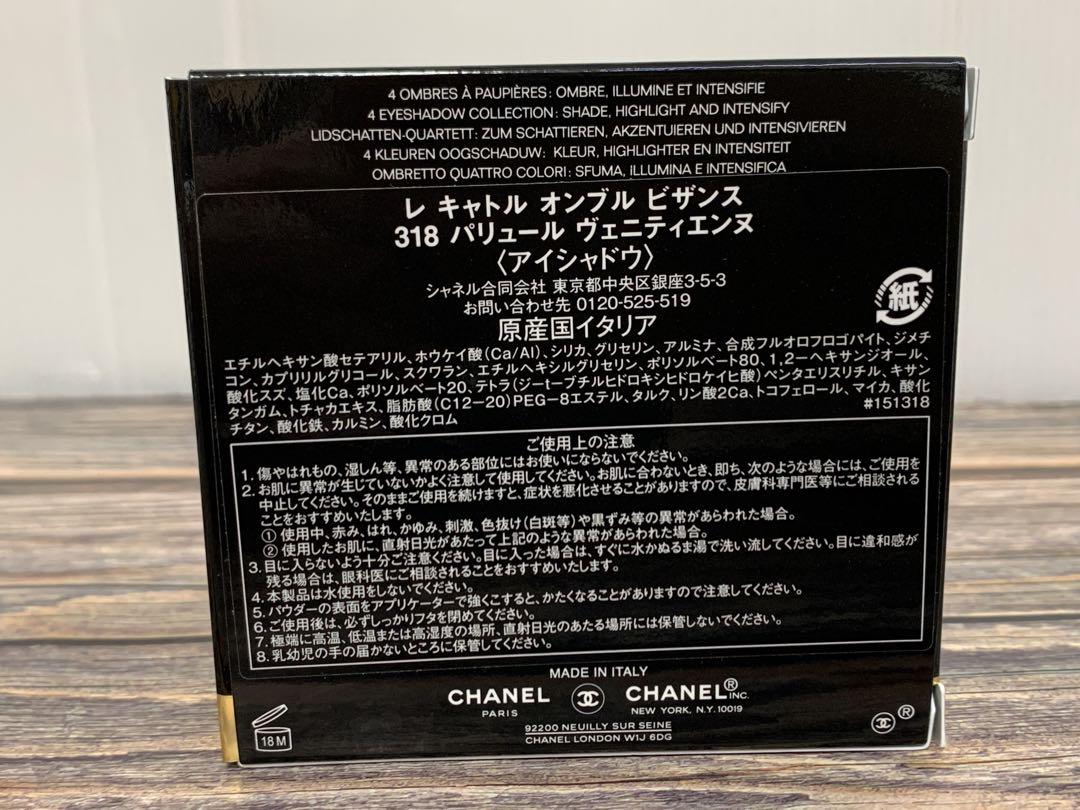 4 OMBRES À PAUPIÈRES: OMBRE, ILLUMINE ET INTENSIFIE
4 EYESHADOW COLLECTION: SHADE, HIGHLIGHT AND INTENSIFY
LIDSCHATTEN-QUARTETT: ZUM SCHATTIEREN, AKZENTUIEREN UND INTENSIVIEREN
4 KLEUREN OOGSCHADUW: KLEUR, HIGHLIGHTER EN INTENSITEIT
OMBRETTO QUATTRO COLORI: SFUMA, ILLUMINA E INTENSIFICA
レ キャトル オンブル ビザンス
318 パリュール ヴェニティエンヌ
〈アイシャドウ〉
シャネル合同会社 東京都中央区銀座3-5-3
お問い合わせ先 0120-525-519
原産国イタリア
紙
エチルヘキサン酸セテアリル、ホウケイ酸(Ca/Al)、シリカ、グリセリン、アルミナ、合成フルオロフロゴパイト、ジメチ
コン、カプリリルグリコール、スクワラン、エチルヘキシルグリセリン、ポリソルベート80、1,2-ヘキサンジオール、
酸化スズ、塩化Ca、ポリソルベート20、テトラ(ジ-t-ブチルヒドロキシヒドロケイヒ酸)ペンタエリスリチル、キサン
タンガム、トチャカエキス、脂肪酸(C12-20)PEG-8エステル、タルク、リン酸2Ca、トコフェロール、マイカ、酸化
チタン、酸化鉄、カルミン、酸化クロム
#151318
ご使用上の注意
1. 傷やはれもの、湿しん等、異常のある部位にはお使いにならないでください。
2. お肌に異常が生じていないかよく注意して使用してください。お肌に合わないとき、即ち、次のような場合には、ご使用を
中止してください。そのままご使用を続けますと、症状を悪化させることがありますので、皮膚科専門医等にご相談される
ことをおすすめいたします。
① 使用中、赤み、はれ、かゆみ、刺激、色抜け(白斑等)や黒ずみ等の異常があらわれた場合。
② 使用したお肌に、直射日光があたって上記のような異常があらわれた場合。
3. 目に入らないよう十分ご注意ください。目に入った場合は、すぐに水かぬるま湯で洗い流してください。目に違和感が
残る場合は、眼科医にご相談されることをおすすめいたします。
4. 本製品は水使用をしないでください。
5. パウダーの表面をアプリケーターで強くこすると、かたくなることがありますので注意してください。
6. ご使用後は、必ずしっかりフタを閉めてください。
7. 極端に高温、低温または高湿度の場所、直射日光のあたる場所には保管しないでください。
8. 乳幼児の手の届かないところに保管してください。
MADE IN ITALY
CHANEL CHANEL® INC.
PARIS NEW YORK, N.Y. 10019
92200 NEUILLY SUR SEINE
CHANEL LONDON W1J 6DG
18M
®